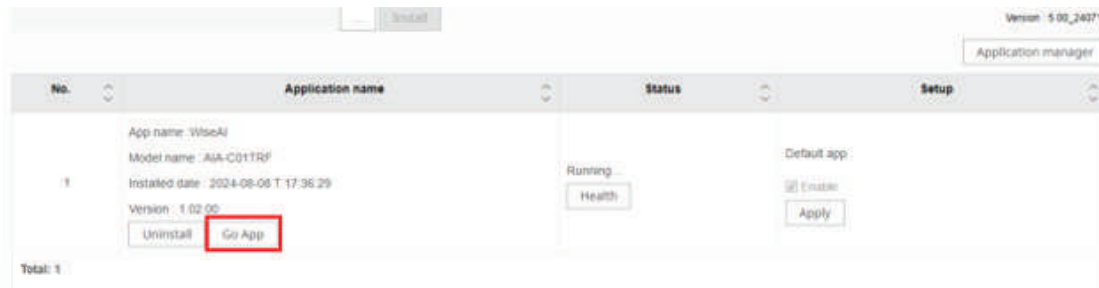 ... Install
Version : 5.00_24071
Application manager
No. Application name Status Setup
App name : WiseAI
Model name : AIA-C01TRF
Installed date : 2024-08-08 T 17:36:29
Version : 1.02.00
Uninstall Go App
1
Running...
Health
Default app
Enable
Apply
Total: 1